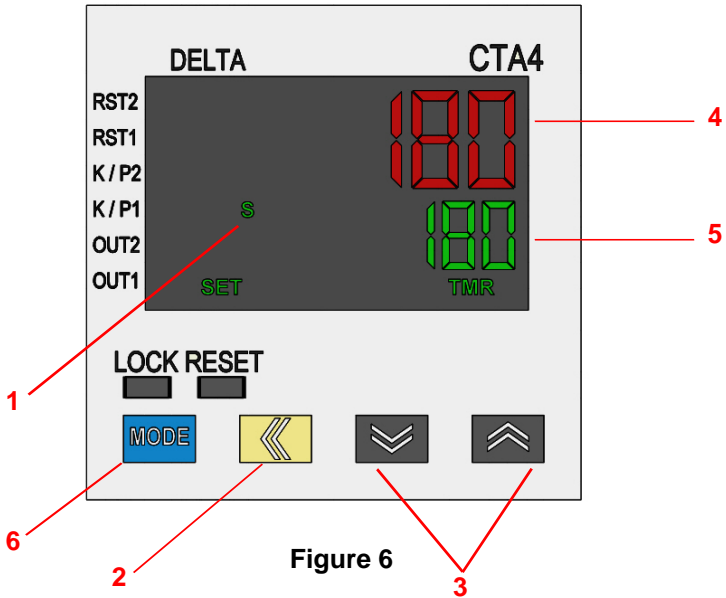 DELTA CTA4
RST2
RST1
K / P2
K / P1
OUT2
OUT1
180
4
S
180
5
SET TMR
LOCK RESET
1
MODE
6
2
3
Figure 6